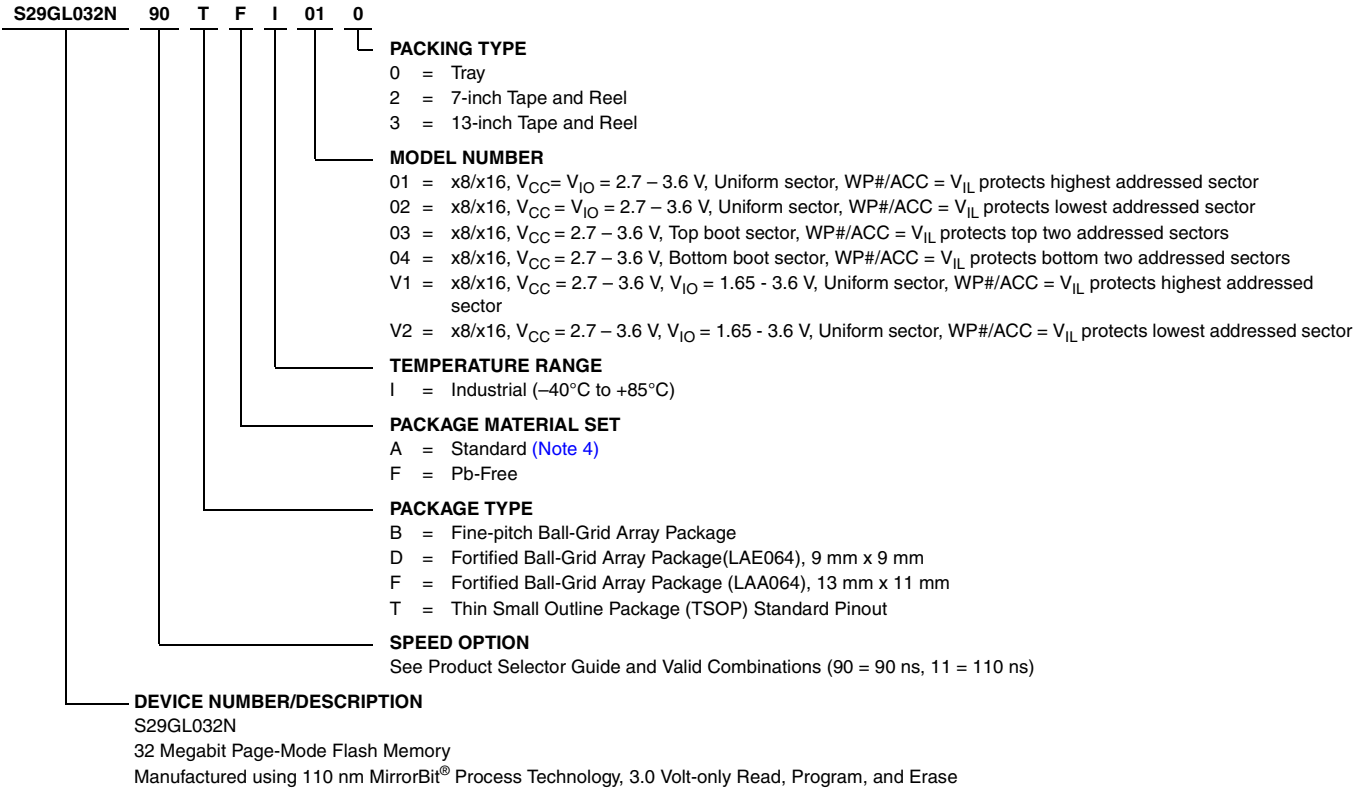 S29GL032N 90 T F I 01 0
PACKING TYPE
0 = Tray
2 = 7-inch Tape and Reel
3 = 13-inch Tape and Reel
MODEL NUMBER
01 = x8/x16, VCC= VIO = 2.7 – 3.6 V, Uniform sector, WP#/ACC = VIL protects highest addressed sector
02 = x8/x16, VCC = VIO = 2.7 – 3.6 V, Uniform sector, WP#/ACC = VIL protects lowest addressed sector
03 = x8/x16, VCC = 2.7 – 3.6 V, Top boot sector, WP#/ACC = VIL protects top two addressed sectors
04 = x8/x16, VCC = 2.7 – 3.6 V, Bottom boot sector, WP#/ACC = VIL protects bottom two addressed sectors
V1 = x8/x16, VCC = 2.7 – 3.6 V, VIO = 1.65 - 3.6 V, Uniform sector, WP#/ACC = VIL protects highest addressed
sector
V2 = x8/x16, VCC = 2.7 – 3.6 V, VIO = 1.65 - 3.6 V, Uniform sector, WP#/ACC = VIL protects lowest addressed sector
TEMPERATURE RANGE
I = Industrial (–40°C to +85°C)
PACKAGE MATERIAL SET
A = Standard (Note 4)
F = Pb-Free
PACKAGE TYPE
B = Fine-pitch Ball-Grid Array Package
D = Fortified Ball-Grid Array Package(LAE064), 9 mm x 9 mm
F = Fortified Ball-Grid Array Package (LAA064), 13 mm x 11 mm
T = Thin Small Outline Package (TSOP) Standard Pinout
SPEED OPTION
See Product Selector Guide and Valid Combinations (90 = 90 ns, 11 = 110 ns)
DEVICE NUMBER/DESCRIPTION
S29GL032N
32 Megabit Page-Mode Flash Memory
Manufactured using 110 nm MirrorBit® Process Technology, 3.0 Volt-only Read, Program, and Erase